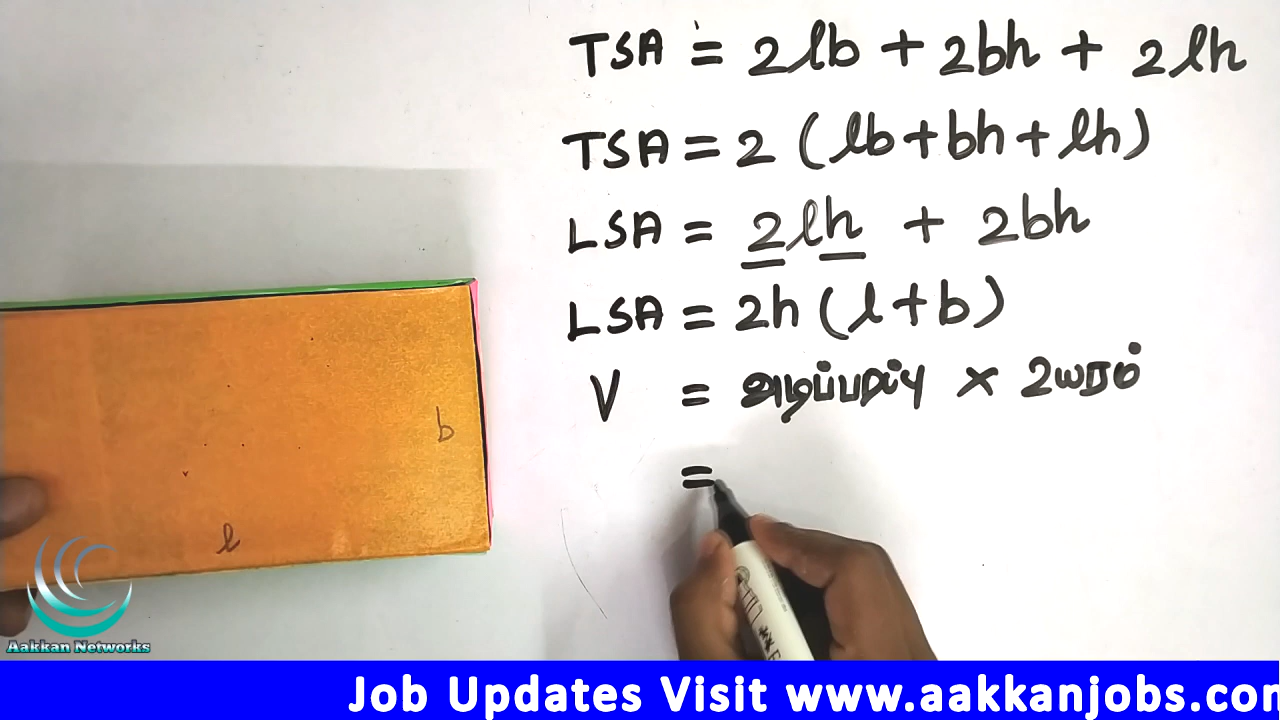 TSA = 2lb + 2bh + 2lh
TSA = 2 (lb+bh+lh)
LSA = 2lh + 2bh
LSA = 2h (l+b)
V = அடிப்பரப்பு × உயரம்
=
b
l
Aakkan Networks
Job Updates Visit www.aakkanjobs.com